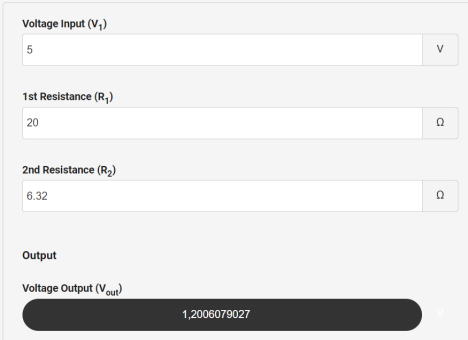 Voltage Input (V1)
5 V
1st Resistance (R1)
20 Ω
2nd Resistance (R2)
6.32 Ω
Output
Voltage Output (Vout)
1,2006079027 V